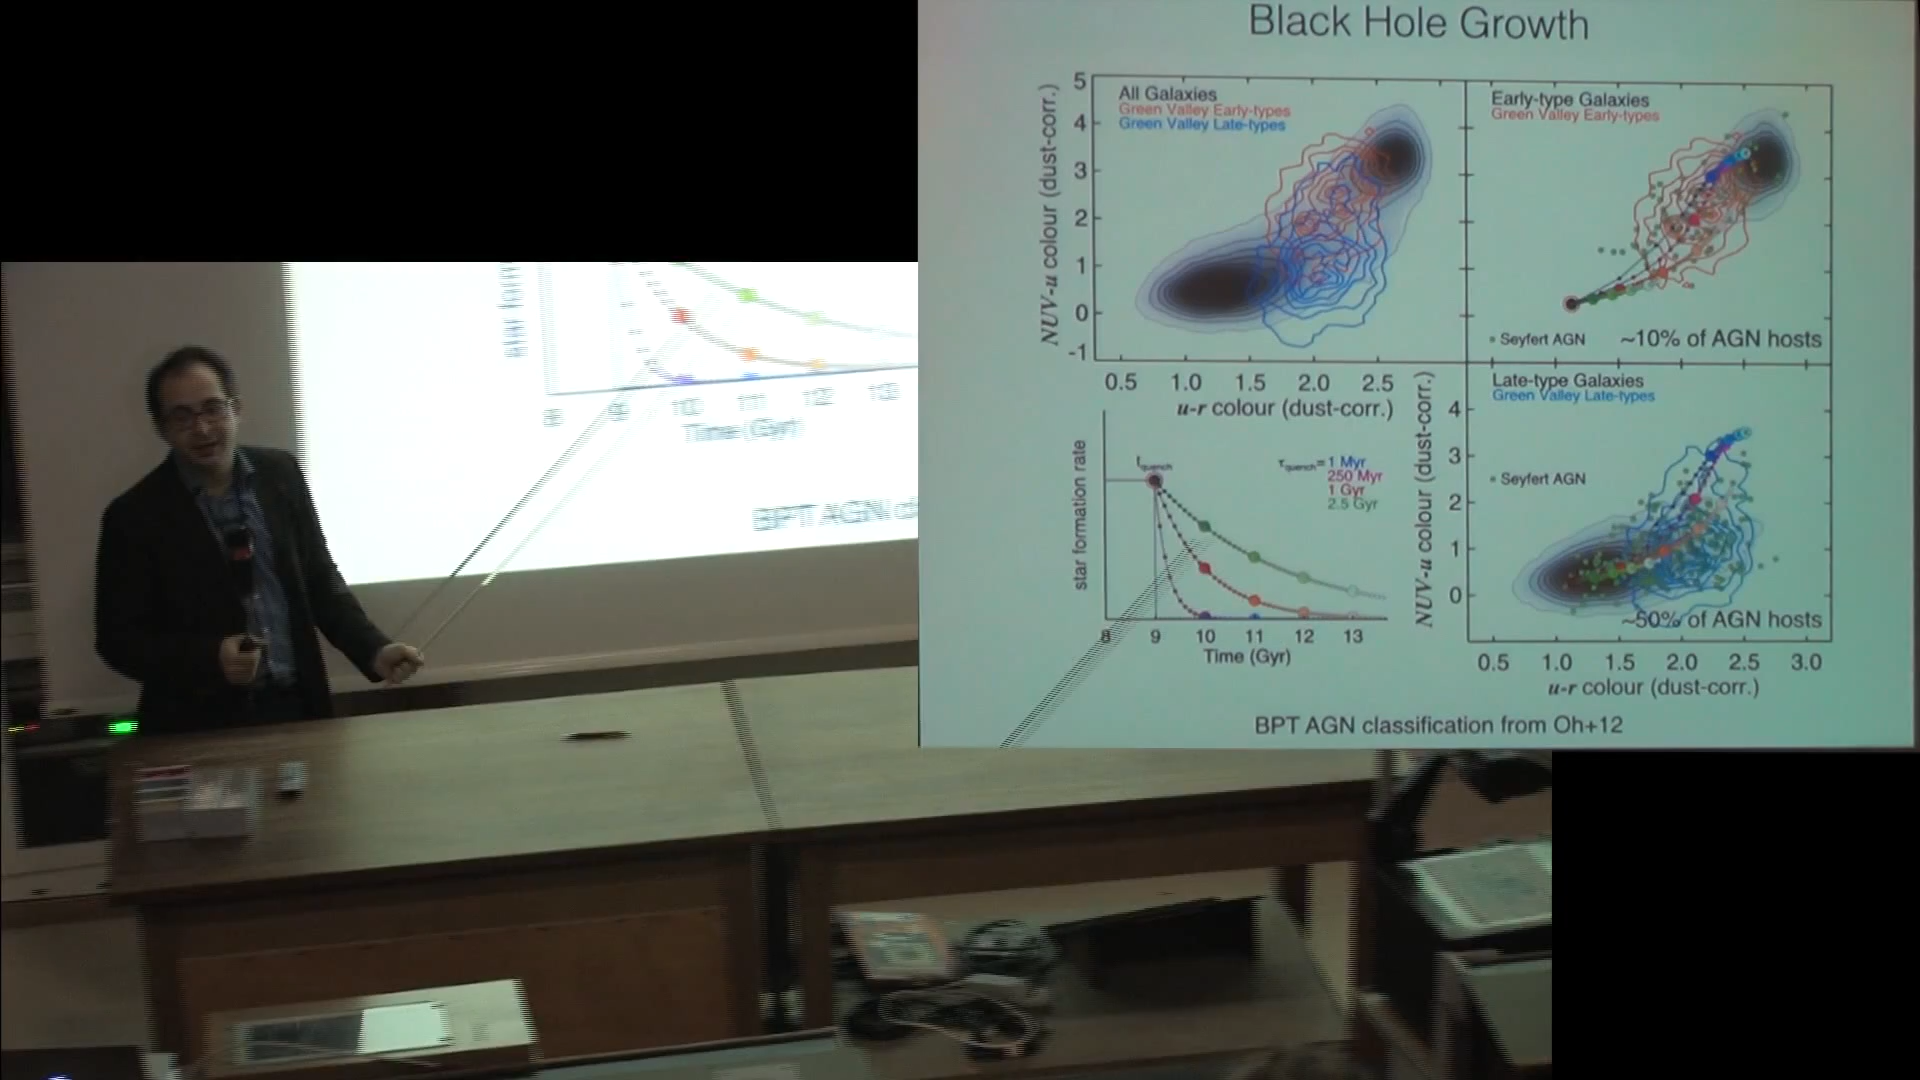 Black Hole Growth
5
4
3
2
1
0
-1
NUV-u colour (dust-corr.)
All Galaxies
Green Valley Early-types
Green Valley Late-types
0.5 1.0 1.5 2.0 2.5
u-r colour (dust-corr.)
Early-type Galaxies
Green Valley Early-types
Seyfert AGN
~10% of AGN hosts
star formation rate
tquench
τquench= 1 Myr
250 Myr
1 Gyr
2.5 Gyr
8 9 10 11 12 13
Time (Gyr)
NUV-u colour (dust-corr.)
4
3
2
1
0
Late-type Galaxies
Green Valley Late-types
Seyfert AGN
~50% of AGN hosts
0.5 1.0 1.5 2.0 2.5 3.0
u-r colour (dust-corr.)
BPT AGN classification from Oh+12
Time (Gyr)
BPT AGN